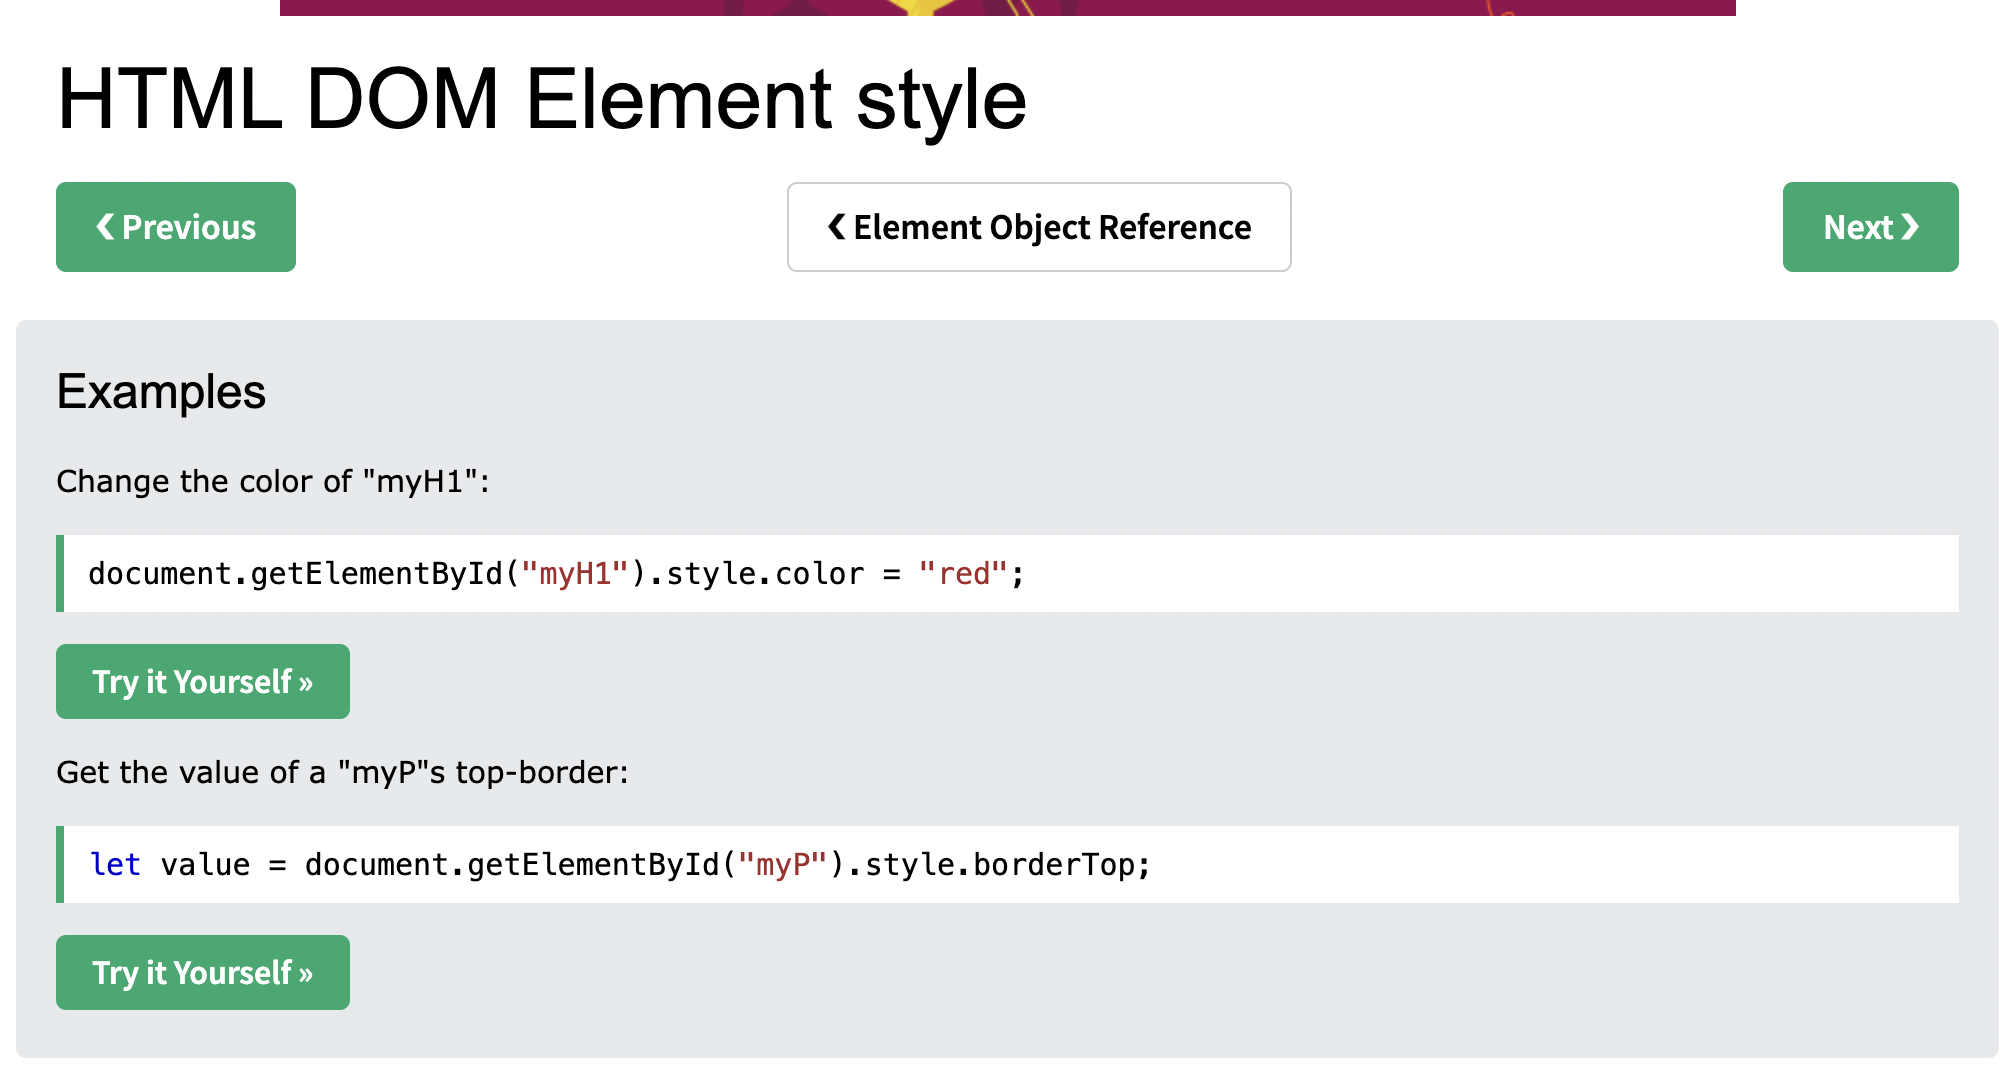 HTML DOM Element style
❮ Previous
❮ Element Object Reference
Next ❯
Examples
Change the color of "myH1":
document.getElementById("myH1").style.color = "red";
Try it Yourself »
Get the value of a "myP"s top-border:
let value = document.getElementById("myP").style.borderTop;
Try it Yourself »